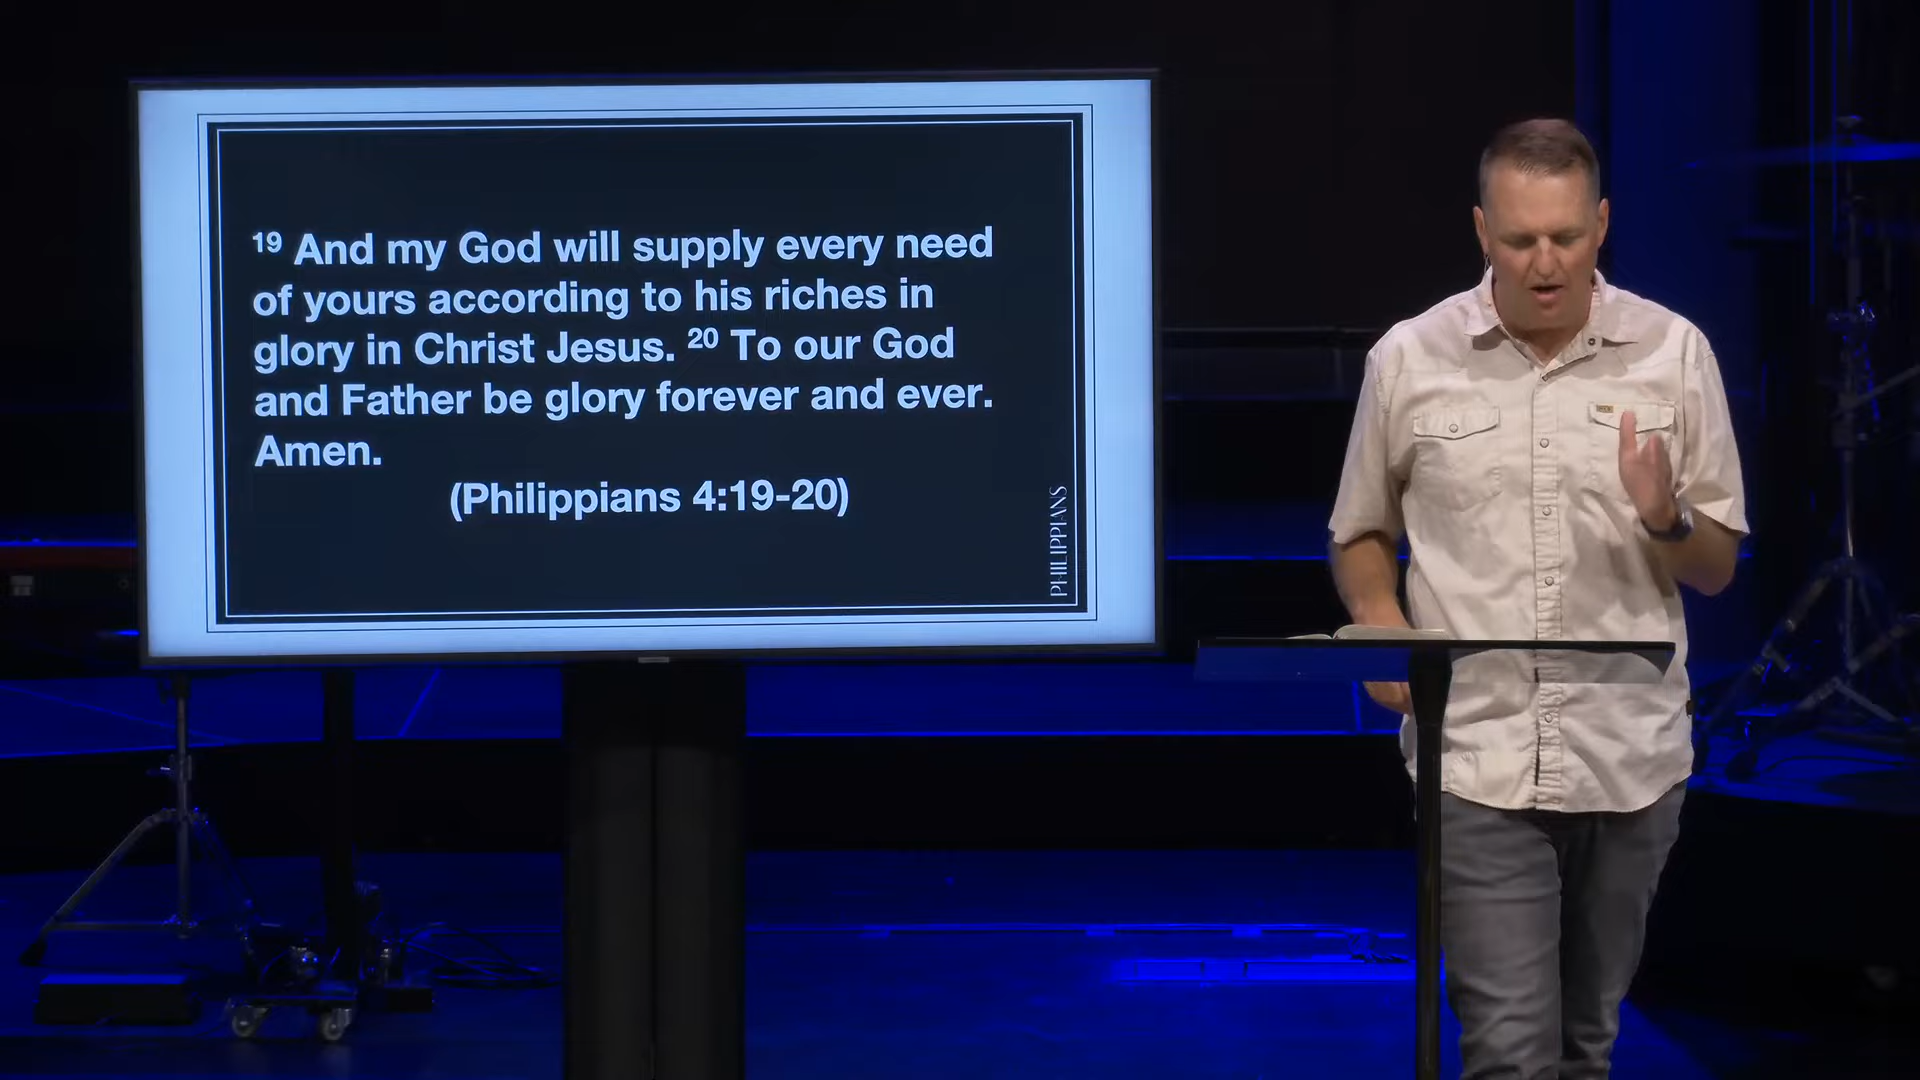 19 And my God will supply every need
of yours according to his riches in
glory in Christ Jesus. 20 To our God
and Father be glory forever and ever.
Amen.
(Philippians 4:19-20)
PHILIPPIANS